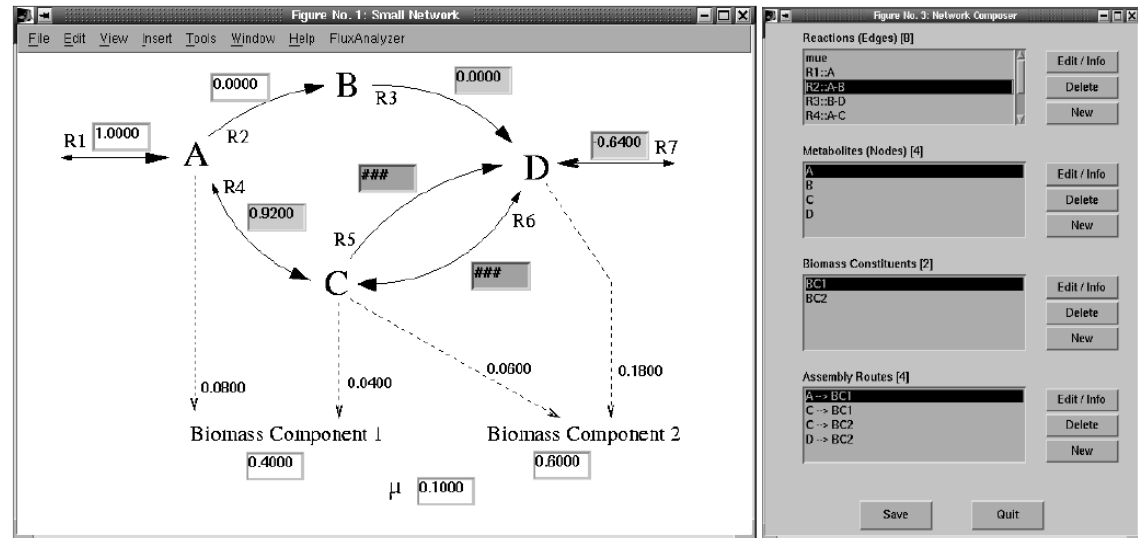 Figure No. 1: Small Network
File Edit View Insert Tools Window Help FluxAnalyzer
0.0000
B
R3
0.0000
R1
1.0000
R2
A
D
-0.6400
R7
R4
###
0.9200
R5
R6
C
###
0.0800
0.0400
0.0600
0.1800
Biomass Component 1
Biomass Component 2
0.4000
0.6000
μ
0.1000
Figure No. 3: Network Composer
Reactions (Edges) [8]
mue
R1::A
R2::A-B
R3::B-D
R4::A-C
Edit / Info
Delete
New
Metabolites (Nodes) [4]
A
B
C
D
Edit / Info
Delete
New
Biomass Constituents [2]
BC1
BC2
Edit / Info
Delete
New
Assembly Routes [4]
A --> BC1
C --> BC1
C --> BC2
D --> BC2
Edit / Info
Delete
New
Save
Quit